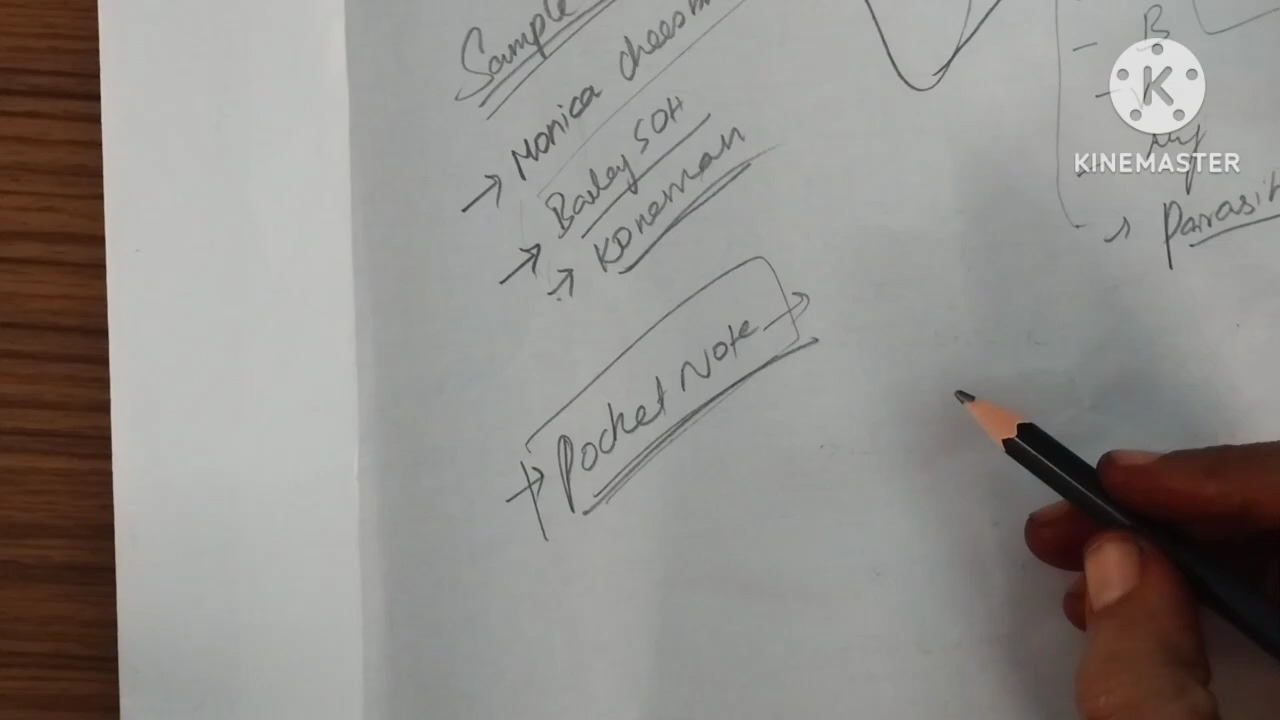 Sample
→ Monica chees
→ Bailey SOH
→ Koneman
→ Pocket Note →
- B
-
-
→ Parasit
K
KINEMASTER